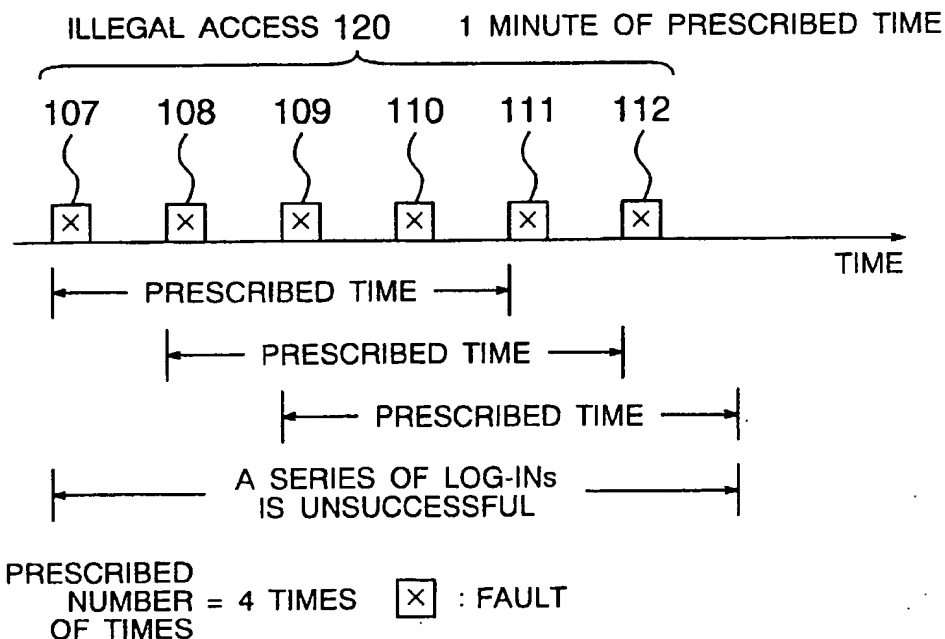 ILLEGAL ACCESS 120 1 MINUTE OF PRESCRIBED TIME
107 108 109 110 111 112
TIME
PRESCRIBED TIME
PRESCRIBED TIME
PRESCRIBED TIME
A SERIES OF LOG-INs
IS UNSUCCESSFUL
PRESCRIBED
NUMBER = 4 TIMES : FAULT
OF TIMES